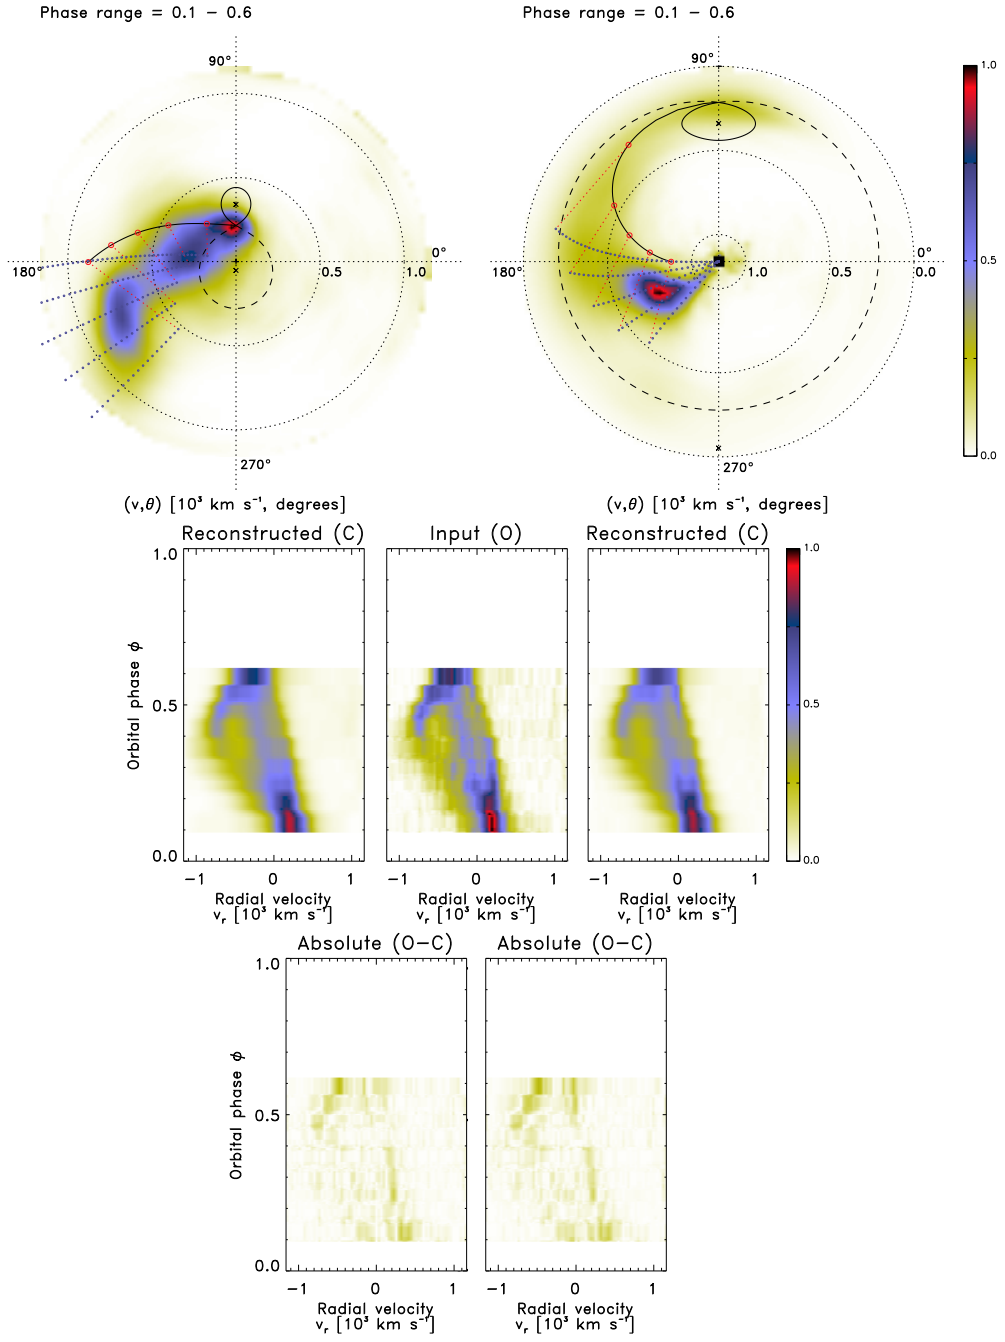 Phase range = 0.1 – 0.6
Phase range = 0.1 – 0.6
90°
90°
1.0
180°
0.5
1.0
0°
180°
1.0
0.5
0.0
0°
0.5
270°
270°
0.0
(v,θ) [10³ km s⁻¹, degrees]
(v,θ) [10³ km s⁻¹, degrees]
Reconstructed (C)
Input (O)
Reconstructed (C)
1.0
0.5
0.0
Orbital phase ϕ
1.0
0.5
0.0
−1 0 1
−1 0 1
−1 0 1
Radial velocity
vᵣ [10³ km s⁻¹]
Radial velocity
vᵣ [10³ km s⁻¹]
Radial velocity
vᵣ [10³ km s⁻¹]
Absolute (O−C)
Absolute (O−C)
1.0
0.5
0.0
Orbital phase ϕ
−1 0 1
−1 0 1
Radial velocity
vᵣ [10³ km s⁻¹]
Radial velocity
vᵣ [10³ km s⁻¹]